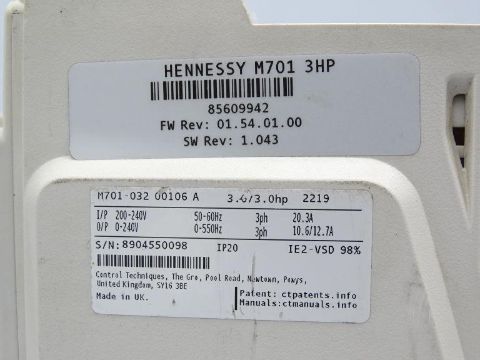 HENNESSY M701 3HP
85609942
FW Rev: 01.54.01.00
SW Rev: 1.043
M701-032 00106 A 3.0/3.0hp 2219
I/P 200-240V 50-60Hz 3ph 20.3A
O/P 0-240V 0-550Hz 3ph 10.6/12.7A
S/N:8904550098 IP20 IE2-VSD 98%
Control Techniques, The Gro, Pool Road, Newtown, Powys,
United Kingdom, SY16 3BE
Made in UK.
Patent: ctpatents.info
Manuals:ctmanuals.info